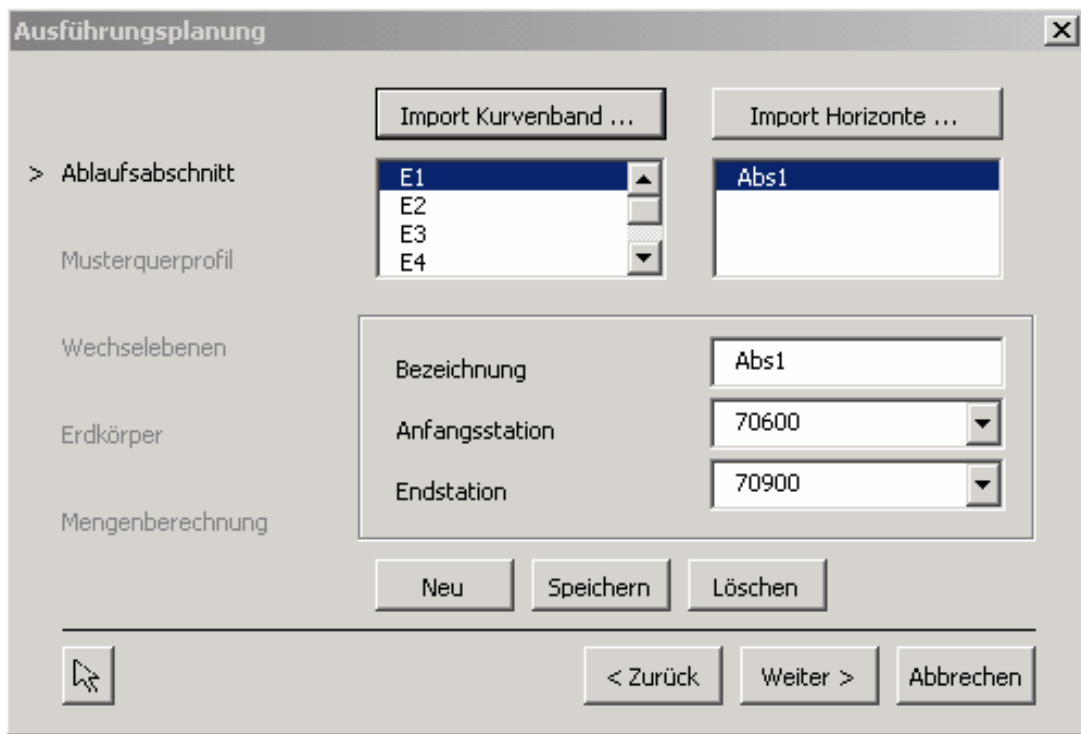 Ausführungsplanung
Import Kurvenband ...
Import Horizonte ...
> Ablaufsabschnitt
Musterquerprofil
Wechselebenen
Erdkörper
Mengenberechnung
E1
E2
E3
E4
Abs1
Bezeichnung
Abs1
Anfangsstation
70600
Endstation
70900
Neu
Speichern
Löschen
< Zurück
Weiter >
Abbrechen